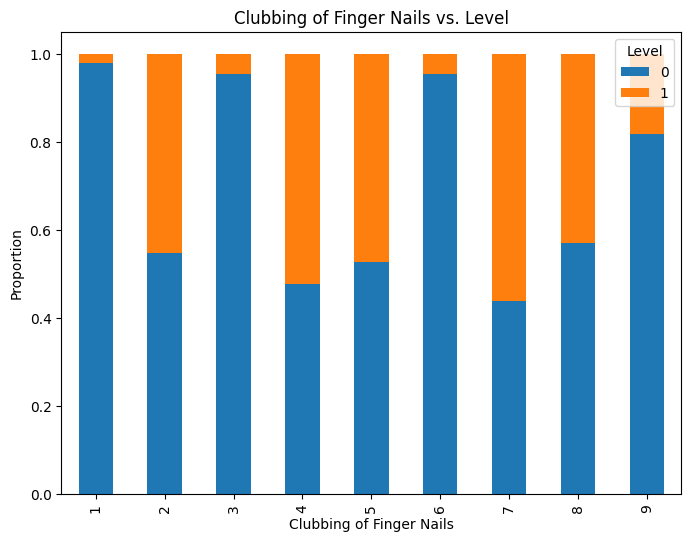 Clubbing of Finger Nails vs. Level
Level
0
1
1.0
0.8
0.6
0.4
0.2
0.0
Proportion
1 2 3 4 5 6 7 8 9
Clubbing of Finger Nails